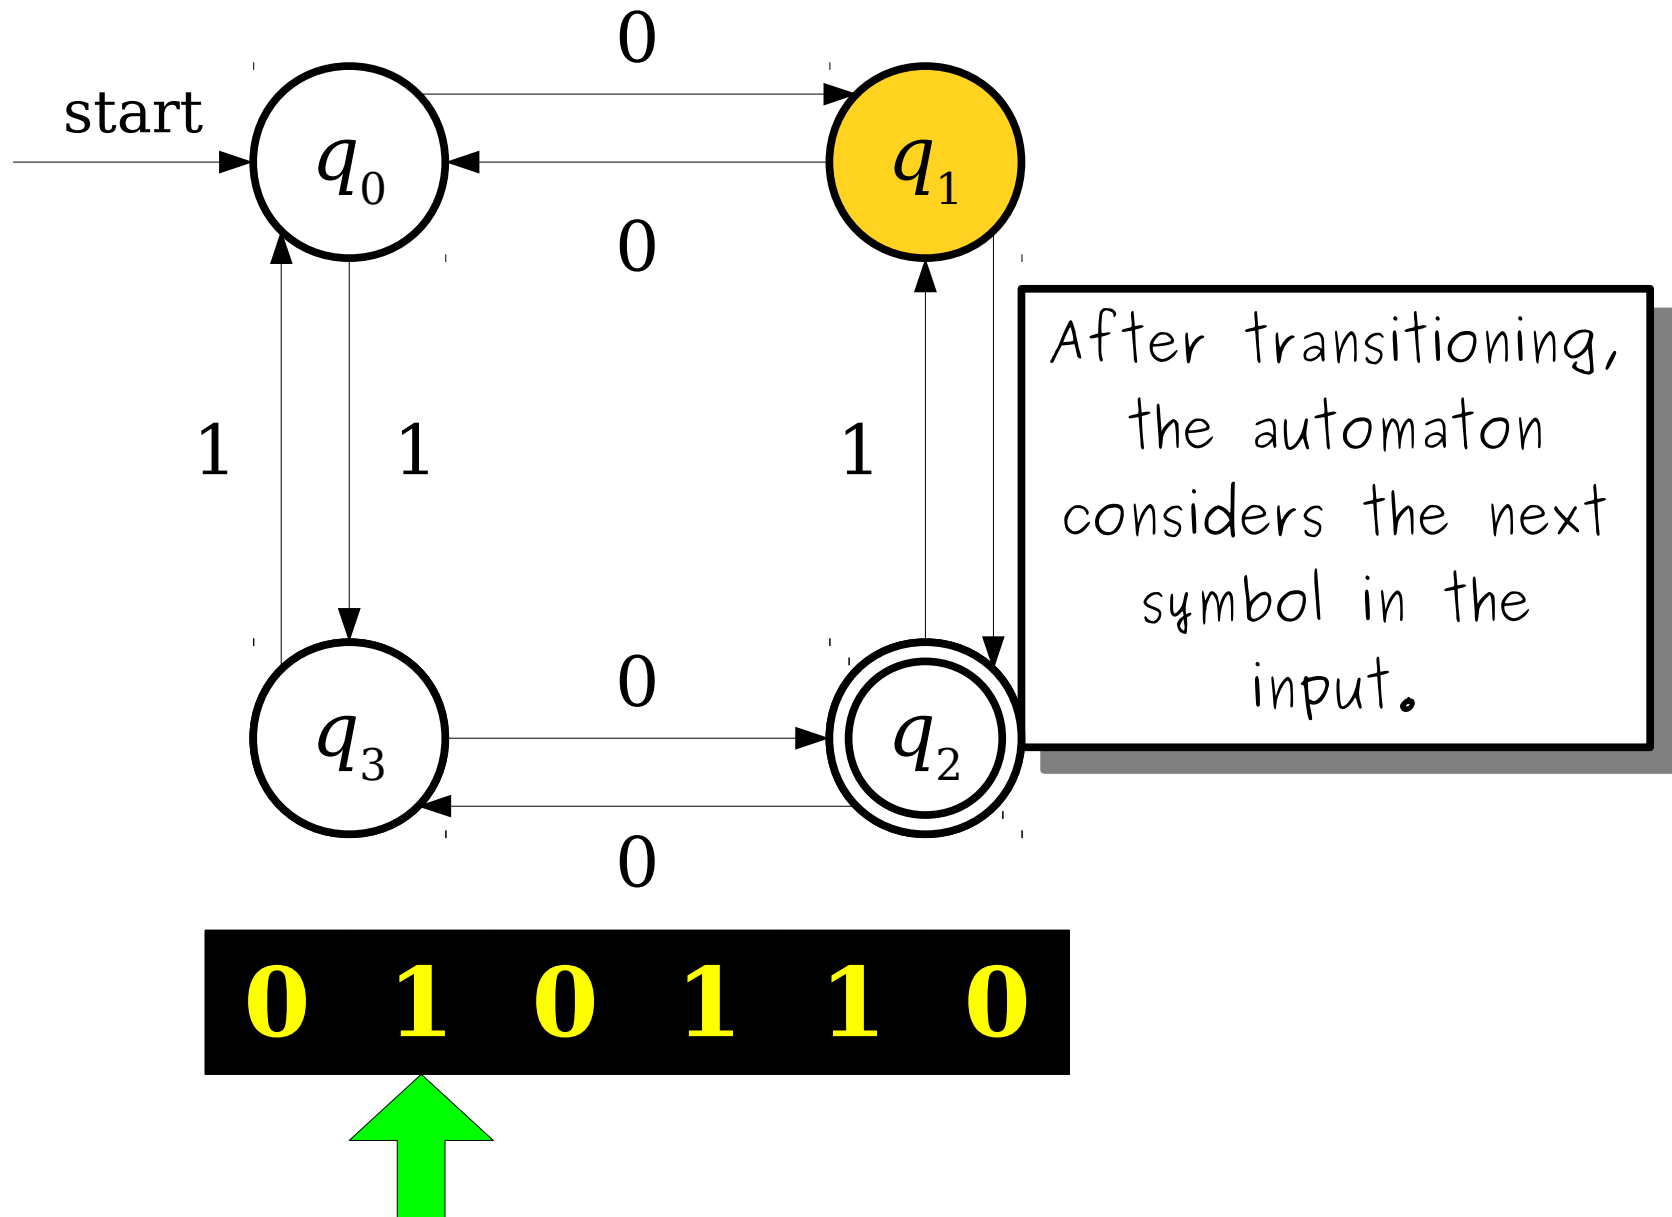 0
start
q0
q1
0
After transitioning,
the automaton
considers the next
symbol in the
input.
1
1
1
0
q3
q2
0
0 1 0 1 1 0